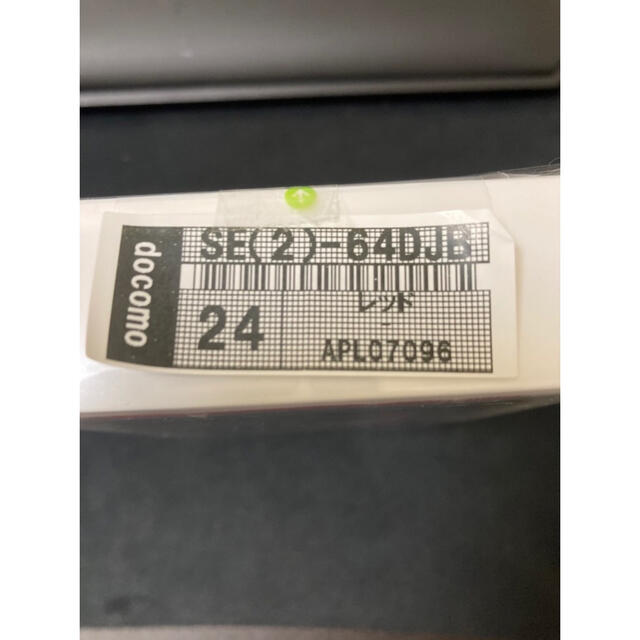 docomo
SE(2)-64DJB
24
レッド
-
APL07096